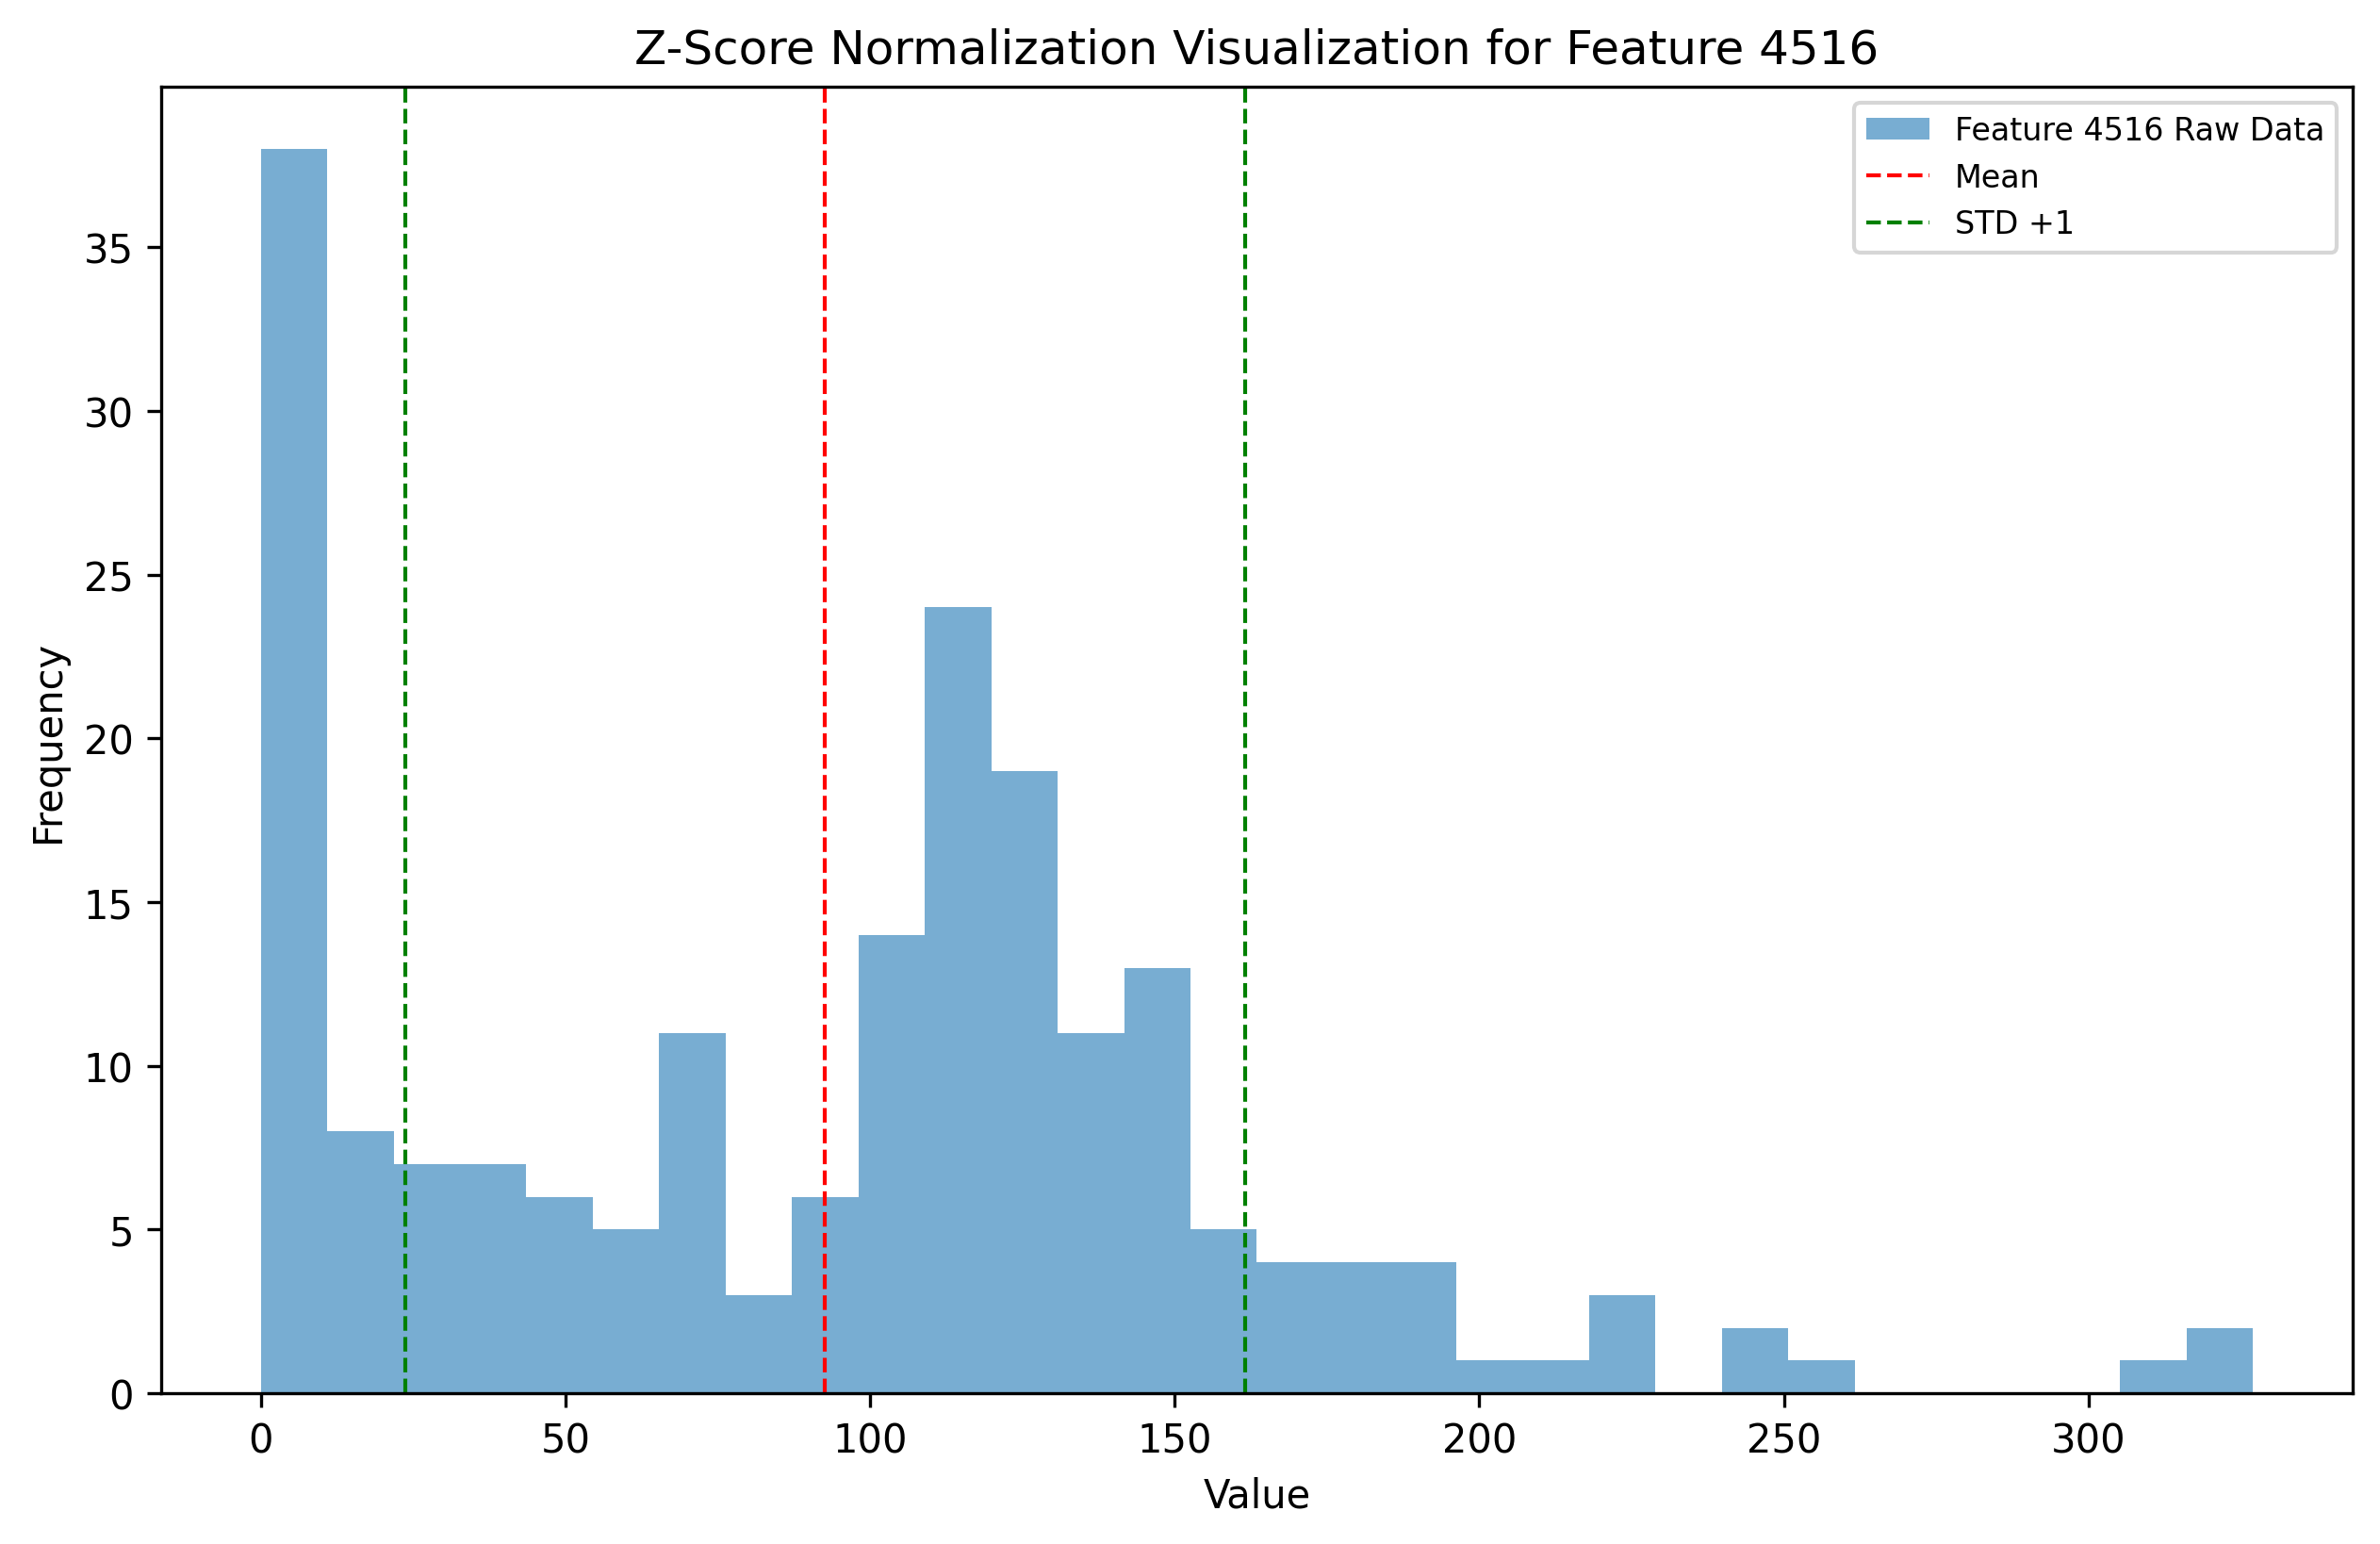 Z-Score Normalization Visualization for Feature 4516
Feature 4516 Raw Data
Mean
STD +1
Frequency
35
30
25
20
15
10
5
0
0 50 100 150 200 250 300
Value